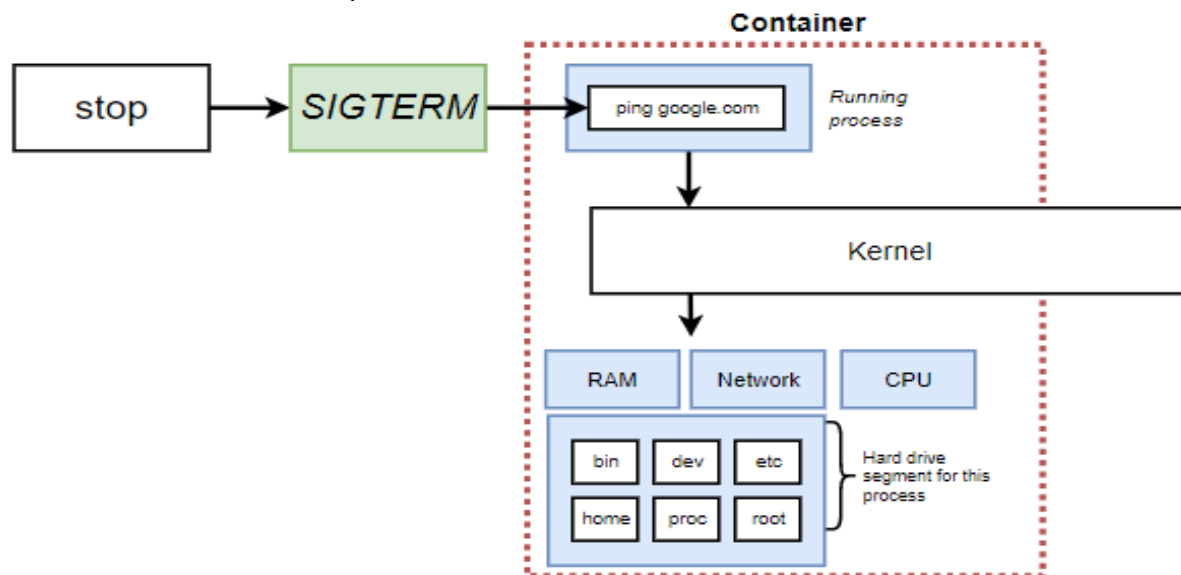 Container
stop
SIGTERM
ping google.com
Running
process
Kernel
RAM
Network
CPU
bin
dev
etc
home
proc
root
Hard drive
segment for this
process